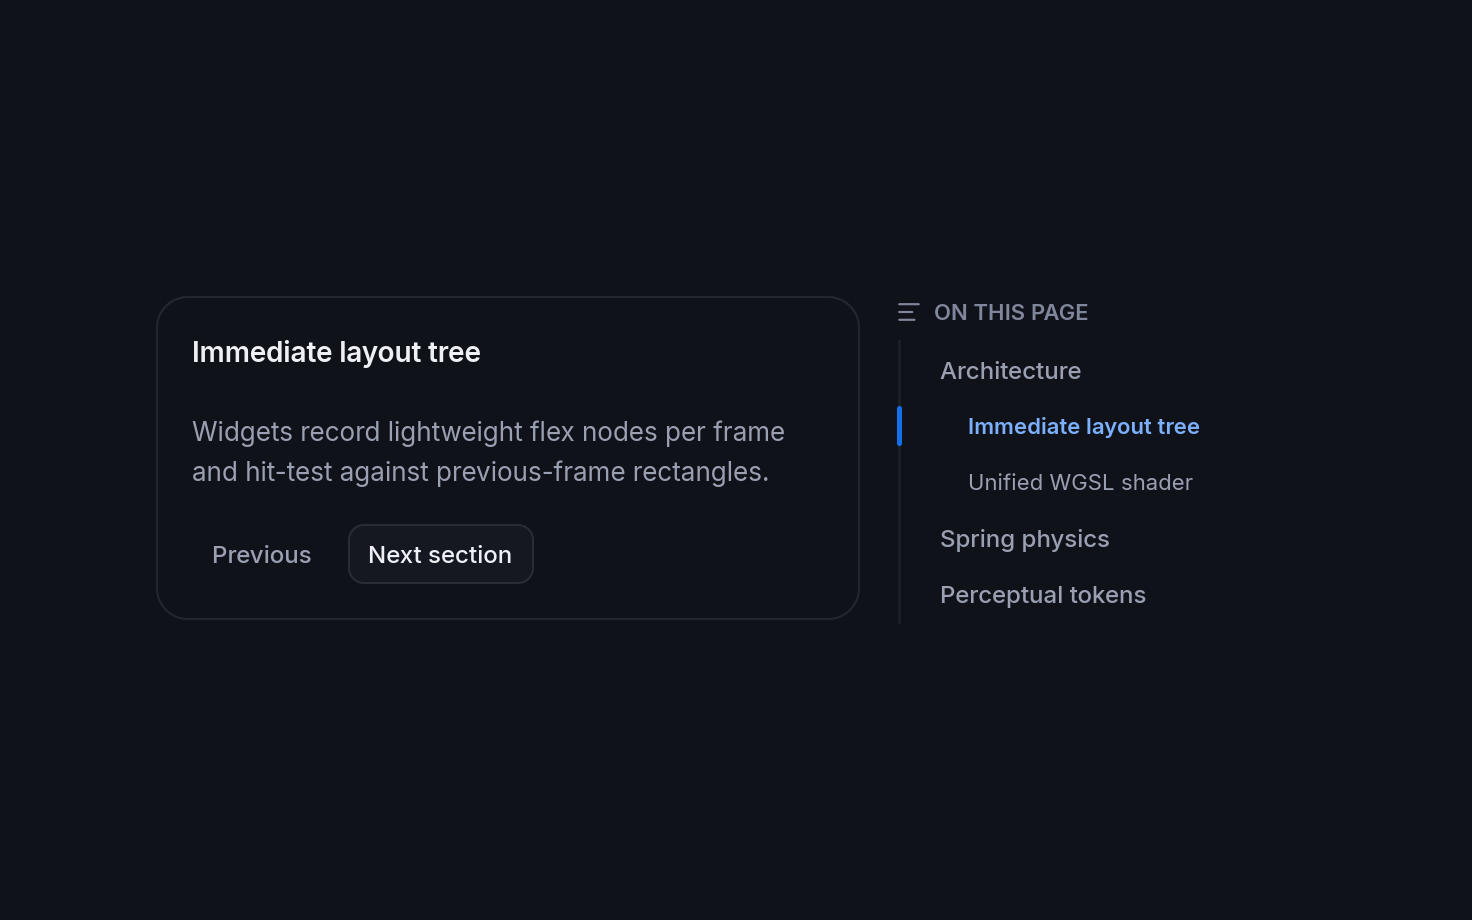 Immediate layout tree
Widgets record lightweight flex nodes per frame
and hit-test against previous-frame rectangles.
Previous
Next section
ON THIS PAGE
Architecture
Immediate layout tree
Unified WGSL shader
Spring physics
Perceptual tokens